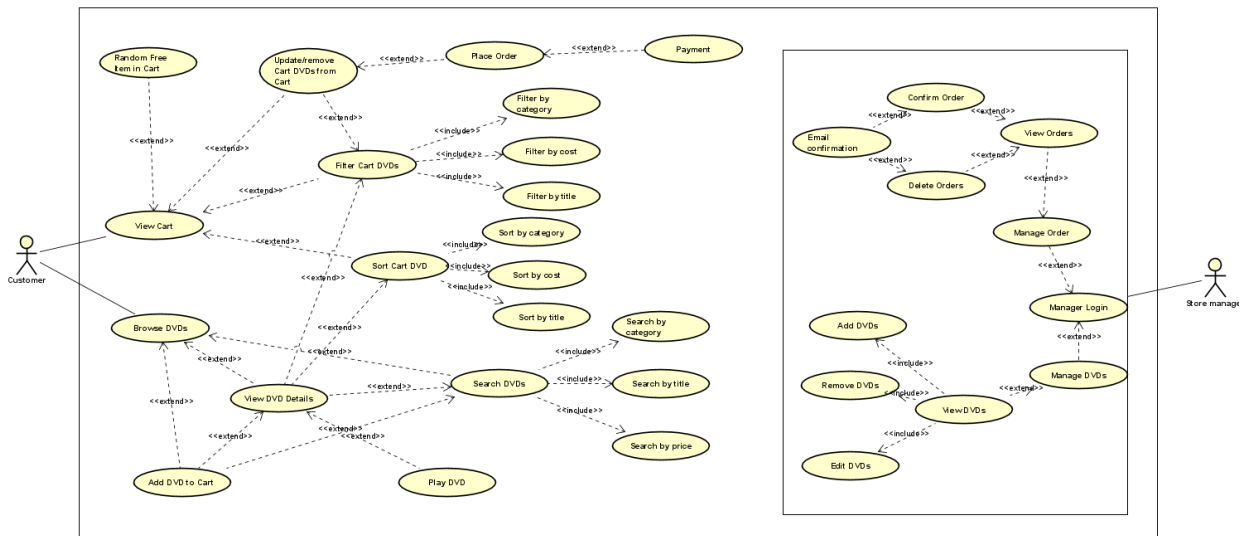 Random Free
Item in Cart
Update/remove
Cart DVDs from
Cart
<<extend>>
Place Order
<<extend>>
Payment
<<extend>>
<<extend>>
<<extend>>
Filter by
category
<<include>>
Filter Cart DVDs
<<include>>
Filter by cost
<<include>>
Filter by title
<<extend>>
View Cart
<<extend>>
Sort by category
<<include>>
Sort Cart DVD
<<include>>
Sort by cost
<<include>>
Sort by title
<<extend>>
<<extend>>
Customer
Browse DVDs
<<extend>>
<<extend>>
<<extend>>
Search by
category
<<include>>
Search DVDs
<<include>>
Search by title
<<include>>
Search by price
View DVD Details
<<extend>>
<<extend>>
<<extend>>
<<extend>>
Add DVD to Cart
Play DVD
Confirm Order
<<extend>>
<<extend>>
Email
confirmation
View Orders
<<extend>>
<<extend>>
Delete Orders
<<extend>>
Manage Order
<<extend>>
Manager Login
Store manager
<<extend>>
Manage DVDs
Add DVDs
<<include>>
Remove DVDs
<<include>>
<<extend>>
View DVDs
<<include>>
Edit DVDs